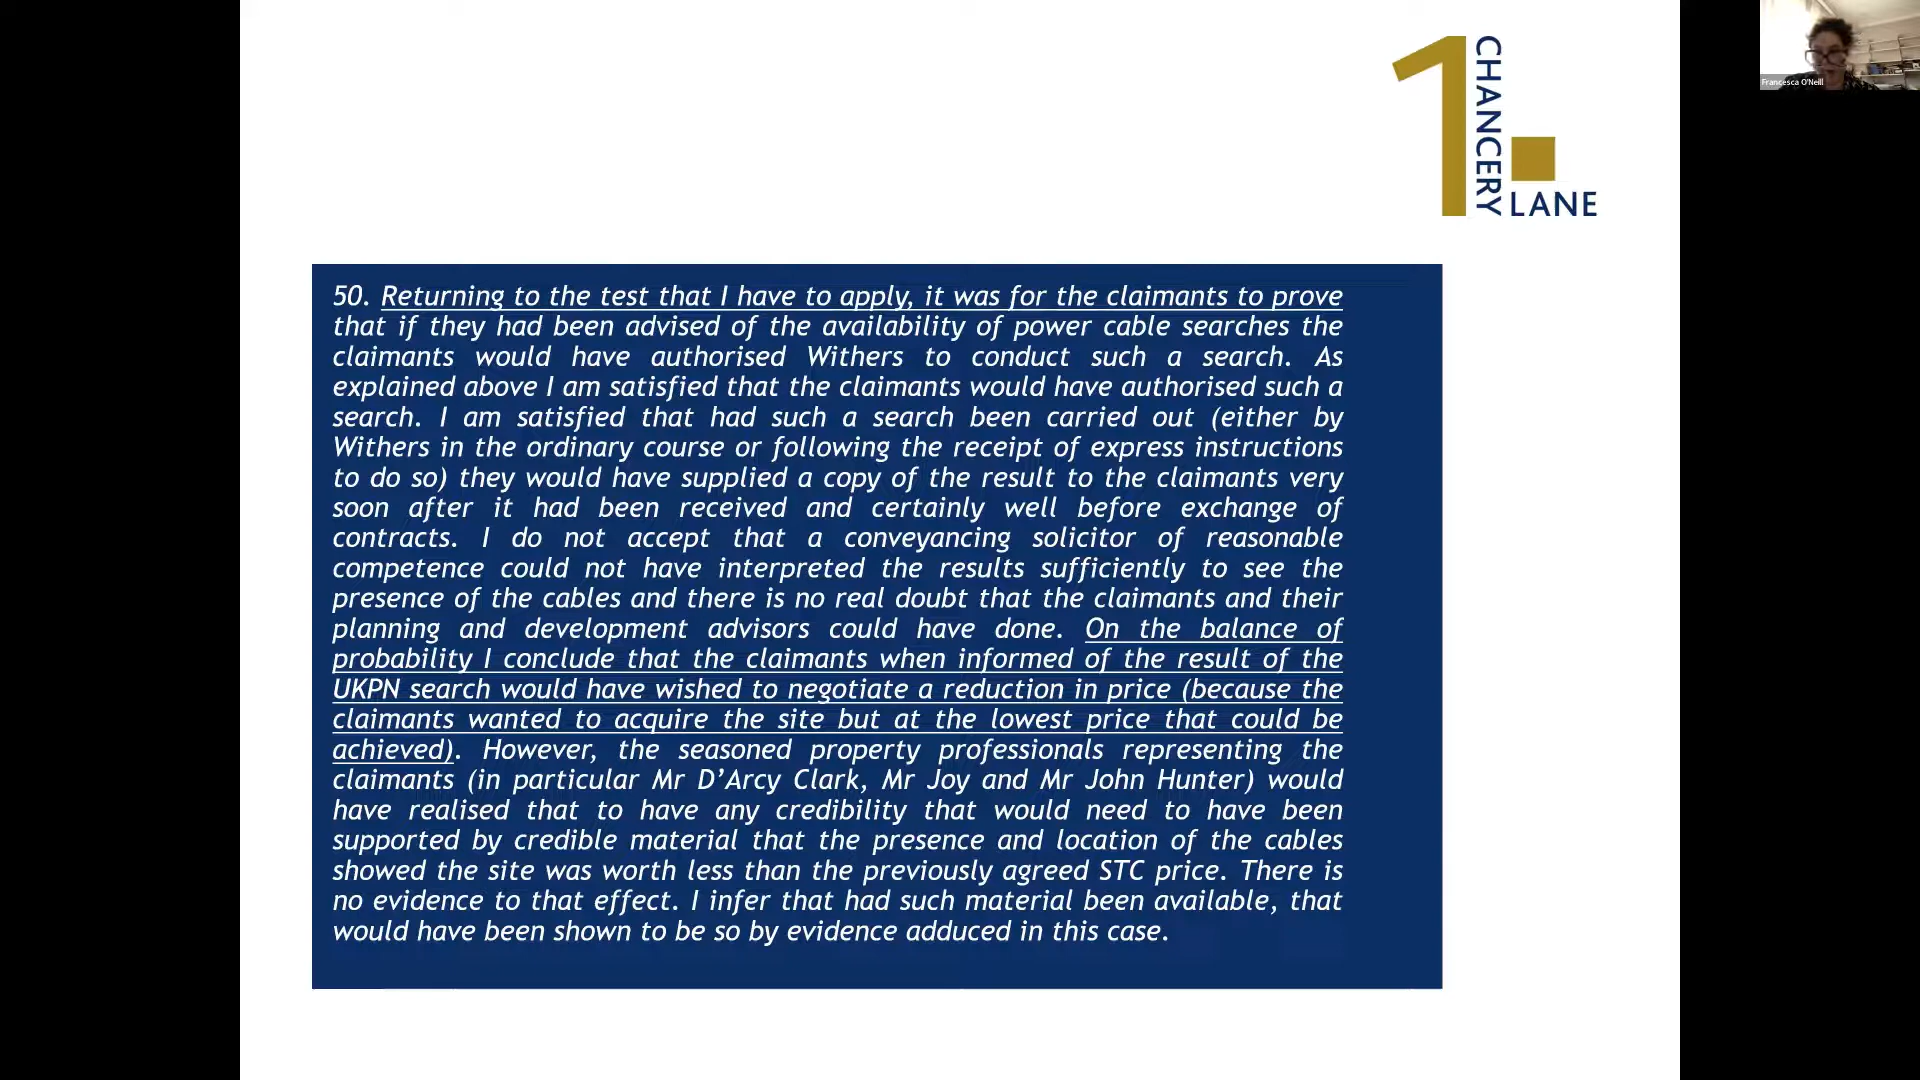 1 CHANCERY LANE
Francesca O'Neill
50. Returning to the test that I have to apply, it was for the claimants to prove
that if they had been advised of the availability of power cable searches the
claimants would have authorised Withers to conduct such a search. As
explained above I am satisfied that the claimants would have authorised such a
search. I am satisfied that had such a search been carried out (either by
Withers in the ordinary course or following the receipt of express instructions
to do so) they would have supplied a copy of the result to the claimants very
soon after it had been received and certainly well before exchange of
contracts. I do not accept that a conveyancing solicitor of reasonable
competence could not have interpreted the results sufficiently to see the
presence of the cables and there is no real doubt that the claimants and their
planning and development advisors could have done. On the balance of
probability I conclude that the claimants when informed of the result of the
UKPN search would have wished to negotiate a reduction in price (because the
claimants wanted to acquire the site but at the lowest price that could be
achieved). However, the seasoned property professionals representing the
claimants (in particular Mr D’Arcy Clark, Mr Joy and Mr John Hunter) would
have realised that to have any credibility that would need to have been
supported by credible material that the presence and location of the cables
showed the site was worth less than the previously agreed STC price. There is
no evidence to that effect. I infer that had such material been available, that
would have been shown to be so by evidence adduced in this case.